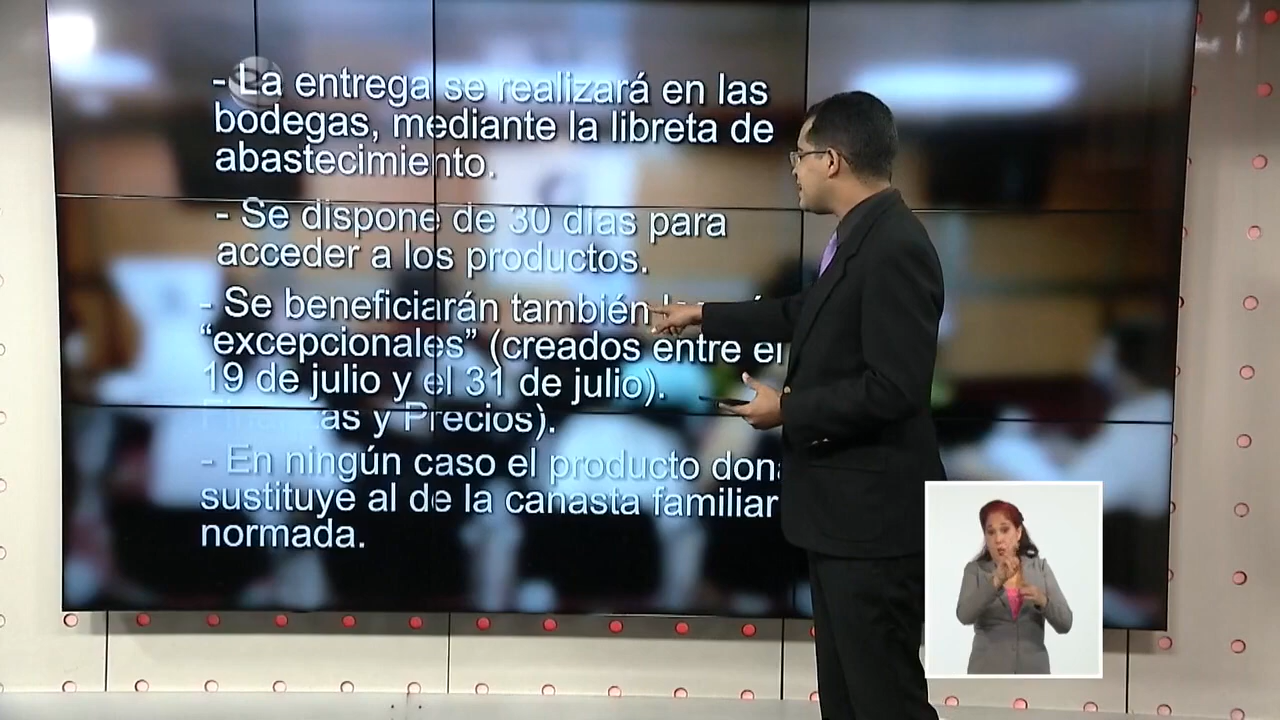 - La entrega se realizará en las
bodegas, mediante la libreta de
abastecimiento.
- Se dispone de 30 días para
acceder a los productos.
- Se beneficiarán también
"excepcionales" (creados entre el
19 de julio y el 31 de julio).
Finanzas y Precios).
- En ningún caso el producto
sustituye al de la canasta familiar
normada.